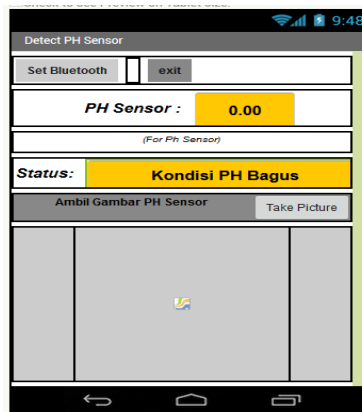 9:48
Detect PH Sensor
Set Bluetooth exit
PH Sensor : 0.00
(For Ph Sensor)
Status: Kondisi PH Bagus
Ambil Gambar PH Sensor Take Picture